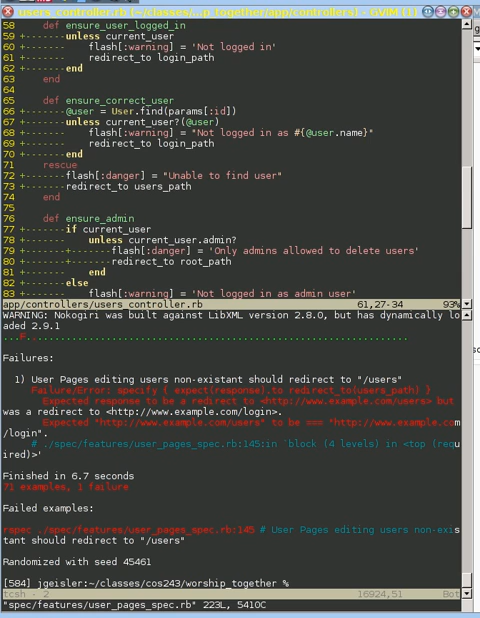 users_controller.rb (~/classes/...p_together/app/controllers) - GVIM (1)
58     def ensure_user_logged_in
59 +-------unless current_user
60 +-------    flash[:warning] = 'Not logged in'
61 +-------    redirect_to login_path
62 +-------end
63     end
64
65     def ensure_correct_user
66 +-------@user = User.find(params[:id])
67 +-------unless current_user?(@user)
68 +-------    flash[:warning] = "Not logged in as #{@user.name}"
69 +-------    redirect_to login_path
70 +-------end
71     rescue
72 +-------flash[:danger] = "Unable to find user"
73 +-------redirect_to users_path
74     end
75
76     def ensure_admin
77 +-------if current_user
78 +-------    unless current_user.admin?
79 +-------+-------flash[:danger] = 'Only admins allowed to delete users'
80 +-------+-------redirect_to root_path
81 +-------    end
82 +-------else
83 +-------    flash[:warning] = 'Not logged in as admin user'
app/controllers/users_controller.rb 61,27-34 93%
WARNING: Nokogiri was built against LibXML version 2.8.0, but has dynamically lo
aded 2.9.1
...F...................................................................
Failures:
1) User Pages editing users non-existant should redirect to "/users"
Failure/Error: specify { expect(response).to redirect_to(users_path) }
Expected response to be a redirect to <http://www.example.com/users> but
was a redirect to <http://www.example.com/login>.
Expected "http://www.example.com/users" to be === "http://www.example.com
/login".
# ./spec/features/user_pages_spec.rb:145:in `block (4 levels) in <top (requ
ired)>'
Finished in 6.7 seconds
71 examples, 1 failure
Failed examples:
rspec ./spec/features/user_pages_spec.rb:145 # User Pages editing users non-exis
tant should redirect to "/users"
Randomized with seed 45461
[584] jgeisler:~/classes/cos243/worship_together %
tcsh - 2 16924,51 Bot
"spec/features/user_pages_spec.rb" 223L, 5410C